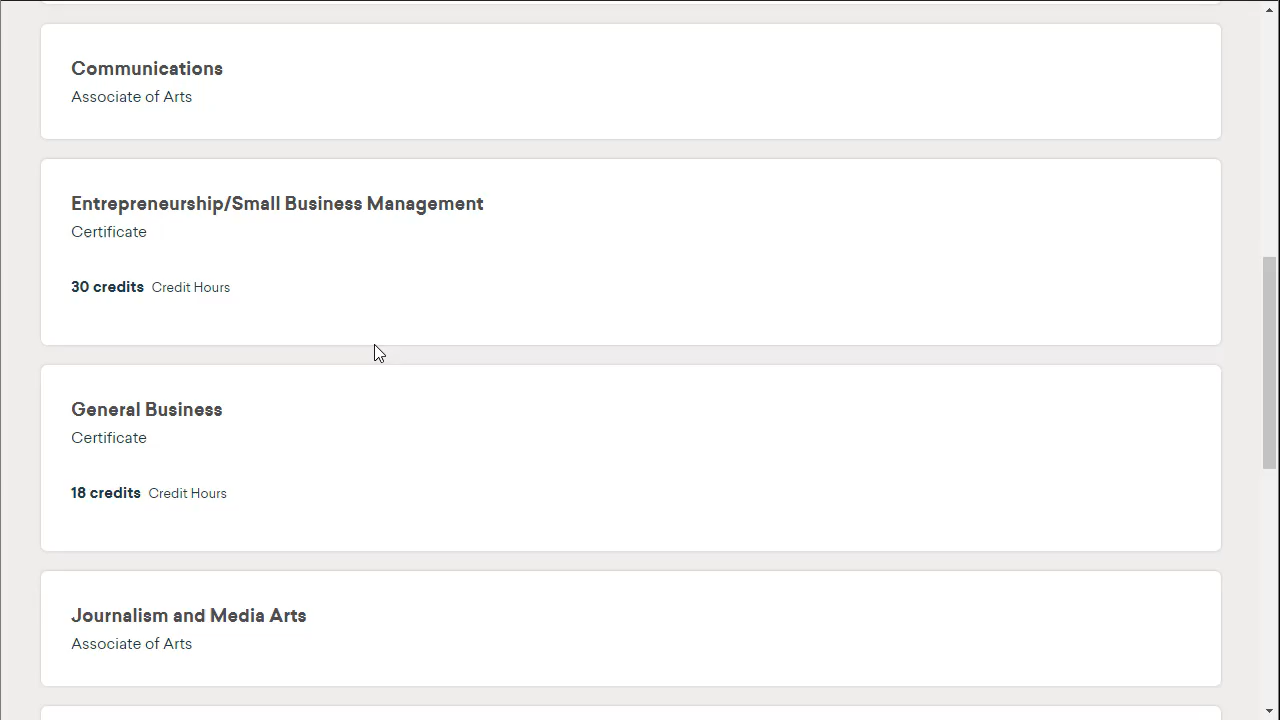 Communications
Associate of Arts
Entrepreneurship/Small Business Management
Certificate
30 credits Credit Hours
General Business
Certificate
18 credits Credit Hours
Journalism and Media Arts
Associate of Arts